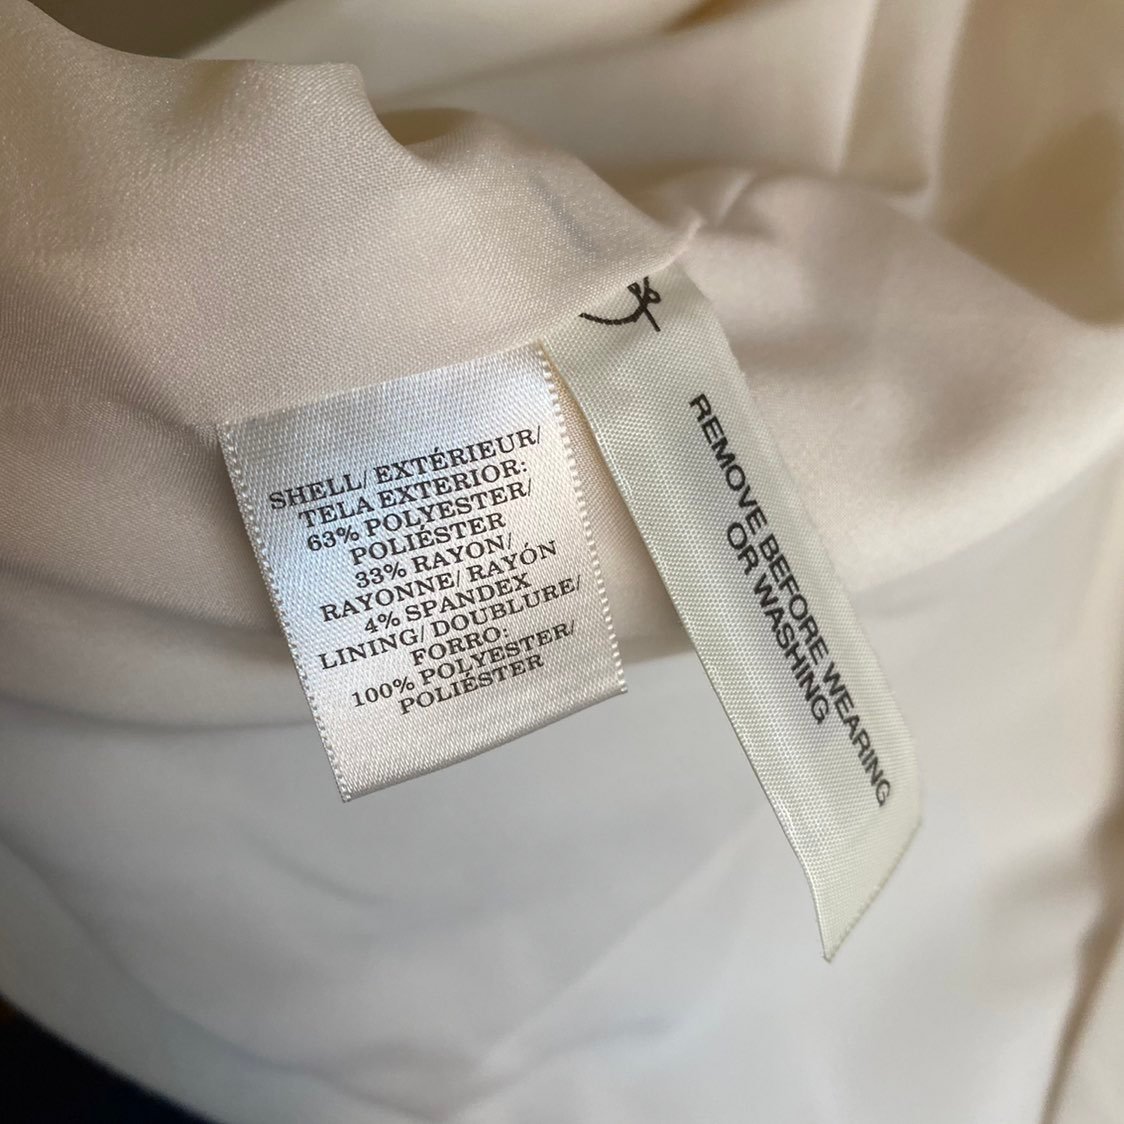 SHELL/ EXTÉRIEUR/
TELA EXTERIOR:
63% POLYESTER/
POLIÉSTER
33% RAYON/
RAYONNE/ RAYÓN
4% SPANDEX
LINING/ DOUBLURE/
FORRO:
100% POLYESTER/
POLIÉSTER
REMOVE BEFORE WEARING
OR WASHING